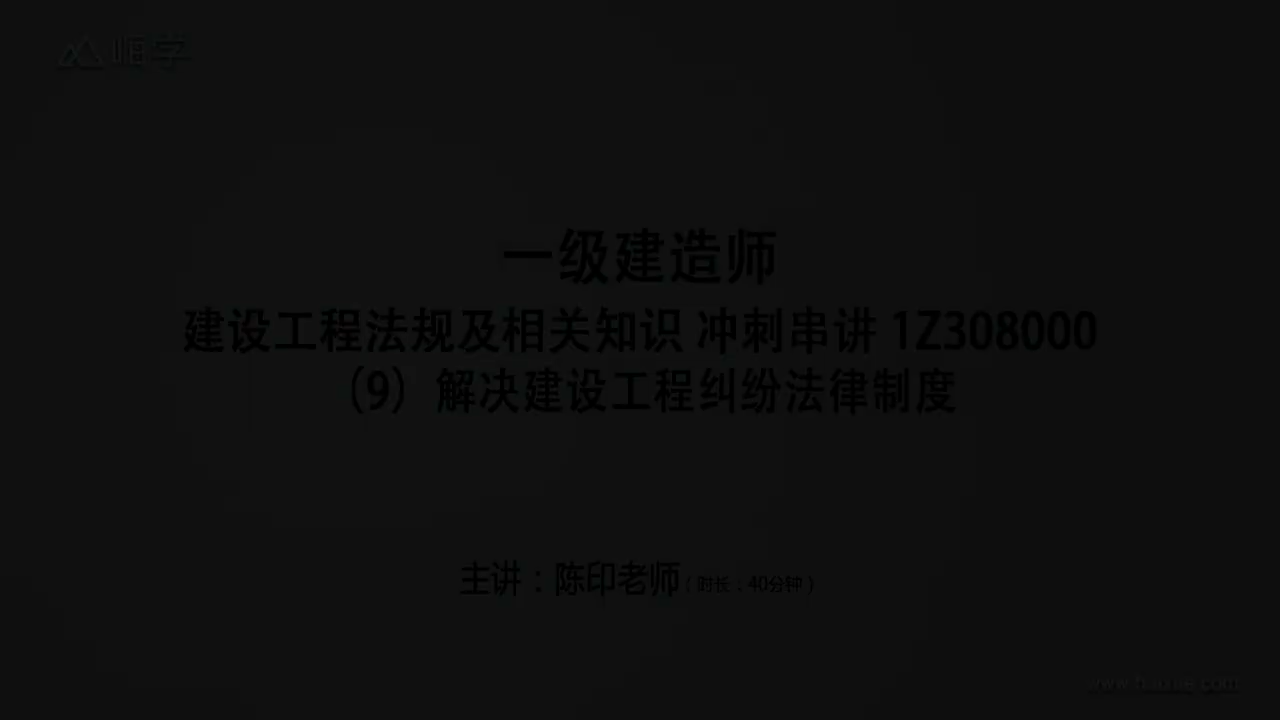 一级建造师
建设工程法规及相关知识 冲刺串讲 1Z308000
（9）解决建设工程纠纷法律制度
主讲：陈印老师（时长：40分钟）